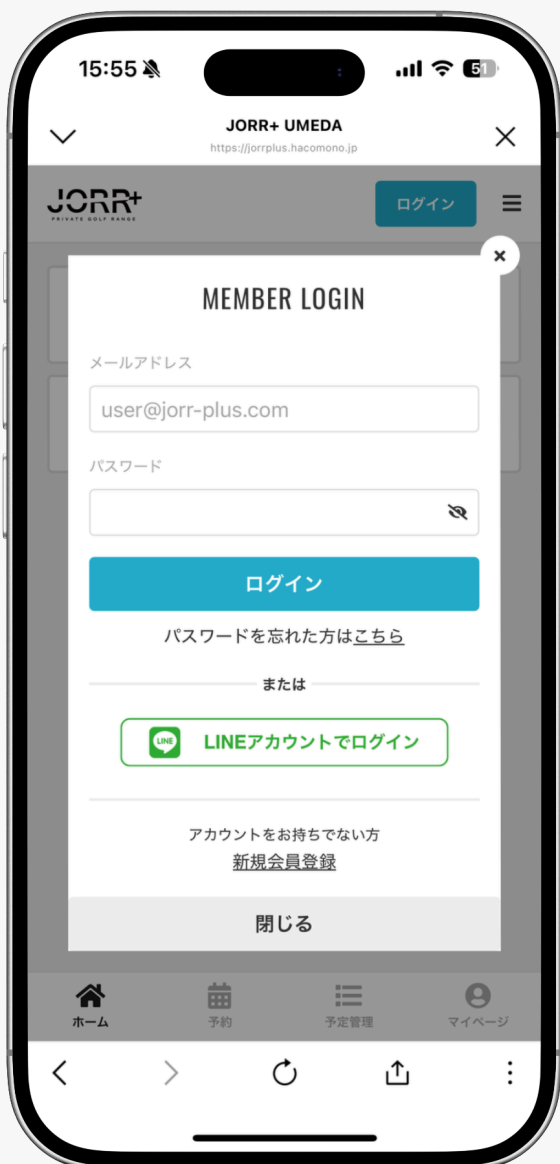 15:55
51
JORR+ UMEDA
https://jorrplus.hacomono.jp
JORR+
PRIVATE GOLF RANGE
ログイン
MEMBER LOGIN
メールアドレス
user@jorr-plus.com
パスワード
ログイン
パスワードを忘れた方はこちら
または
LINE
LINEアカウントでログイン
アカウントをお持ちでない方
新規会員登録
閉じる
ホーム
予約
予定管理
マイページ